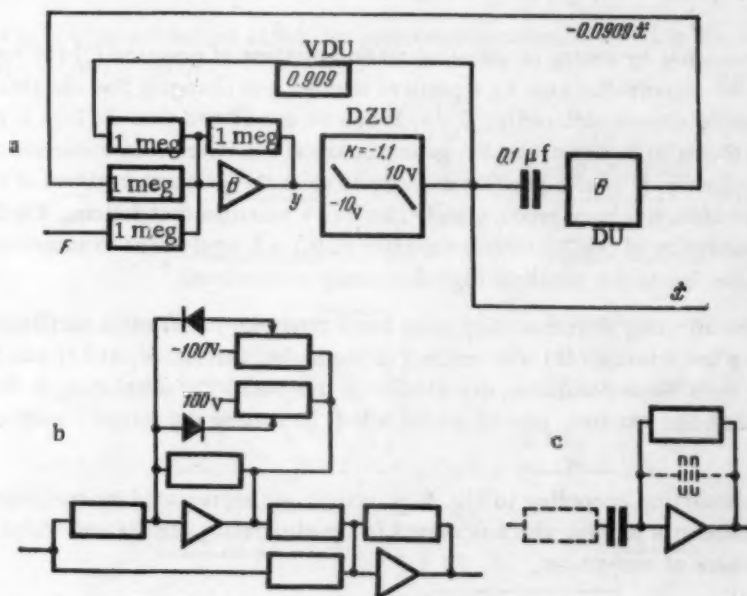 -0.0909ẍ
VDU
0.909
DZU
a
1 meg
1 meg
K=-1.1
10v
0.1 μf
1 meg
B
y
-10v
B
1 meg
DU
F
ẋ
-100v
100v
b
c